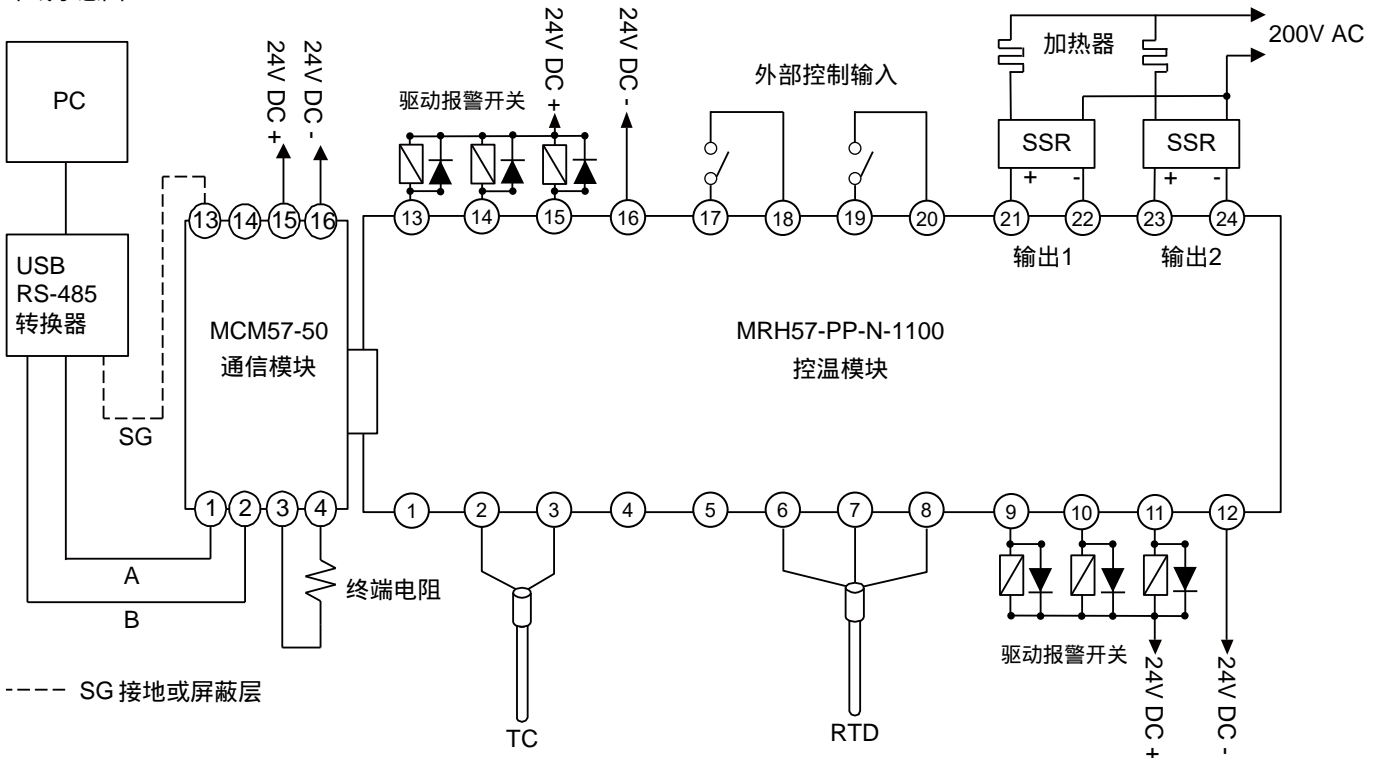 24V DC +
24V DC -
24V DC +
24V DC -
200V AC
加热器
外部控制输入
驱动报警开关
PC
SSR
SSR
+
-
+
-
13
14
15
16
13
14
15
16
17
18
19
20
21
22
23
24
输出1
输出2
USB
RS-485
转换器
MCM57-50
通信模块
MRH57-PP-N-1100
控温模块
SG
1
2
3
4
1
2
3
4
5
6
7
8
9
10
11
12
A
B
终端电阻
驱动报警开关
24V DC +
24V DC -
SG 接地或屏蔽层
TC
RTD